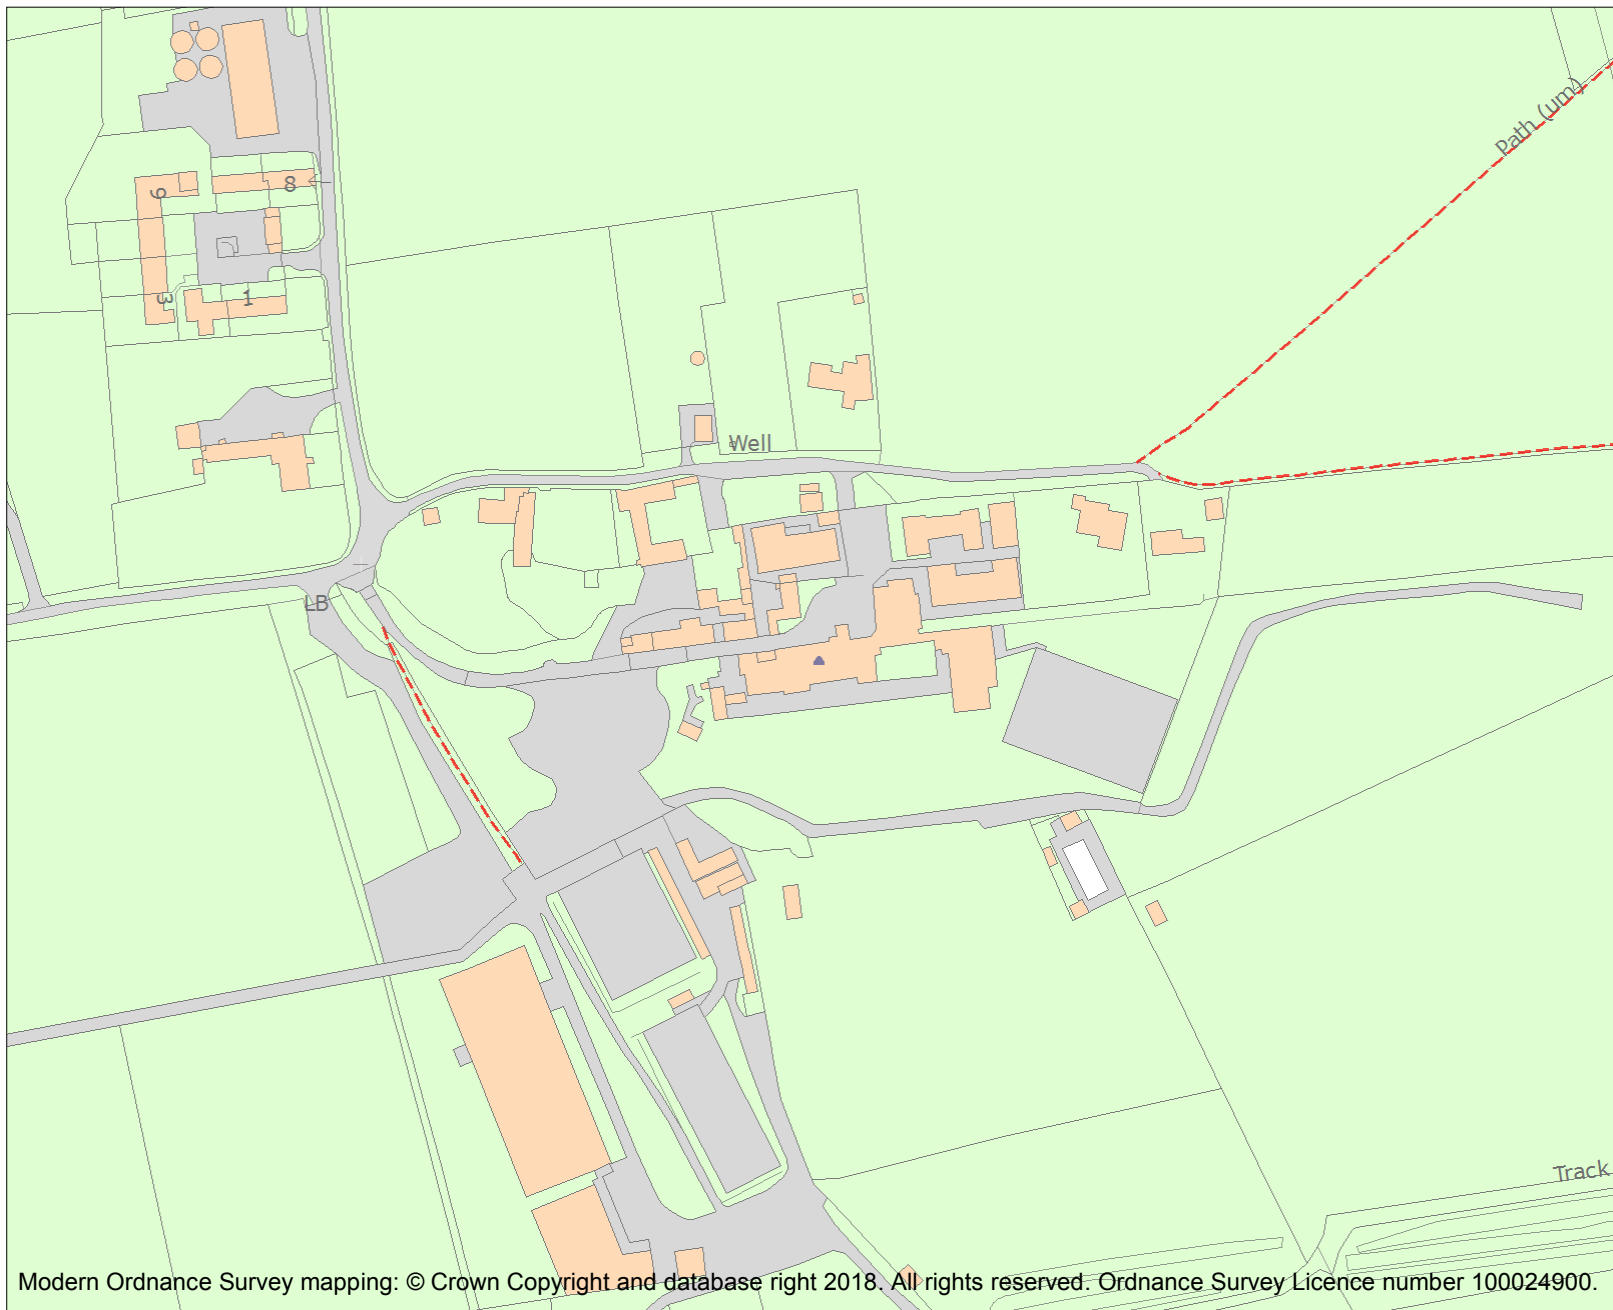 Path (um)
9
8
3
1
Well
LB
Track
Modern Ordnance Survey mapping: © Crown Copyright and database right 2018. All rights reserved. Ordnance Survey Licence number 100024900.